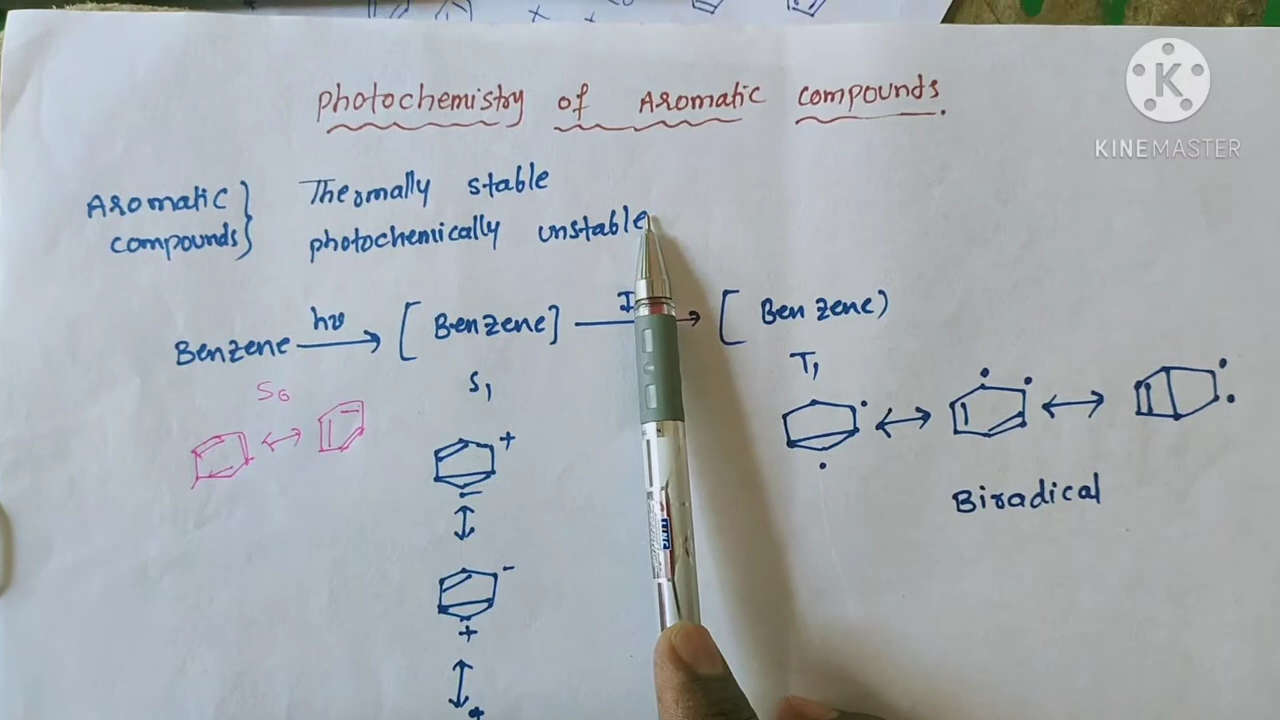 photochemistry of Aromatic compounds.
K
KINEMASTER
Aromatic } Thermally stable
compounds } photochemically unstable
Benzene hν → [ Benzene ] → [ Benzene )
S0 S1 T1
+
-
-
+
+
Biradical